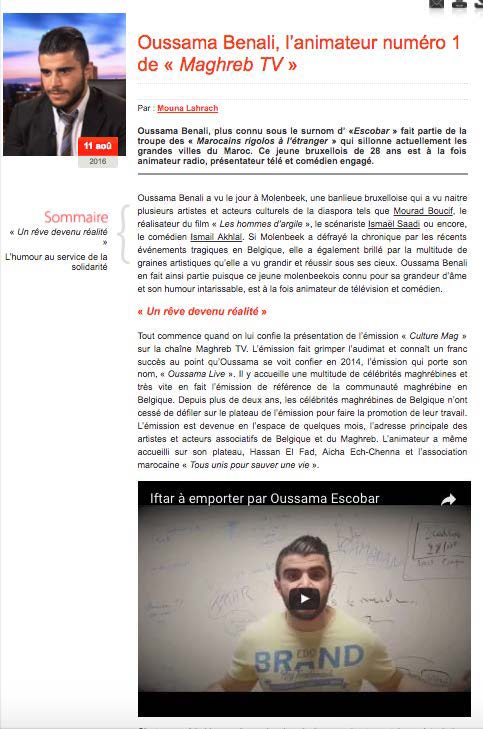 Oussama Benali, l'animateur numéro 1
de « Maghreb TV »
11 aoû
2016
Par : Mouna Lahrach
Oussama Benali, plus connu sous le surnom d' «Escobar » fait partie de la
troupe des « Marocains rigolos à l'étranger » qui sillonne actuellement les
grandes villes du Maroc. Ce jeune bruxellois de 28 ans est à la fois
animateur radio, présentateur télé et comédien engagé.
Sommaire
« Un rêve devenu réalité
»
L'humour au service de la
solidarité
Oussama Benali a vu le jour à Molenbeek, une banlieue bruxelloise qui a vu naitre
plusieurs artistes et acteurs culturels de la diaspora tels que Mourad Boucif, le
réalisateur du film « Les hommes d'argile », le scénariste Ismaël Saadi ou encore,
le comédien Ismail Akhlal. Si Molenbeek a défrayé la chronique par les récents
événements tragiques en Belgique, elle a également brillé par la multitude de
graines artistiques qu'elle a vu grandir et réussir sous ses cieux. Oussama Benali
en fait ainsi partie puisque ce jeune molenbeekois connu pour sa grandeur d'âme
et son humour intarissable, est à la fois animateur de télévision et comédien.
« Un rêve devenu réalité »
Tout commence quand on lui confie la présentation de l'émission « Culture Mag »
sur la chaîne Maghreb TV. L'émission fait grimper l'audimat et connaît un franc
succès au point qu'Oussama se voit confier en 2014, l'émission qui porte son
nom, « Oussama Live ». Il y accueille une multitude de célébrités maghrébines et
très vite en fait l'émission de référence de la communauté maghrébine en
Belgique. Depuis plus de deux ans, les célébrités maghrébines de Belgique n'ont
cessé de défiler sur le plateau de l'émission pour faire la promotion de leur travail.
L'émission est devenue en l'espace de quelques mois, l'adresse principale des
artistes et acteurs associatifs de Belgique et du Maghreb. L'animateur a même
accueilli sur son plateau, Hassan El Fad, Aicha Ech-Chenna et l'association
marocaine « Tous unis pour sauver une vie ».
Iftar à emporter par Oussama Escobar
BRAND